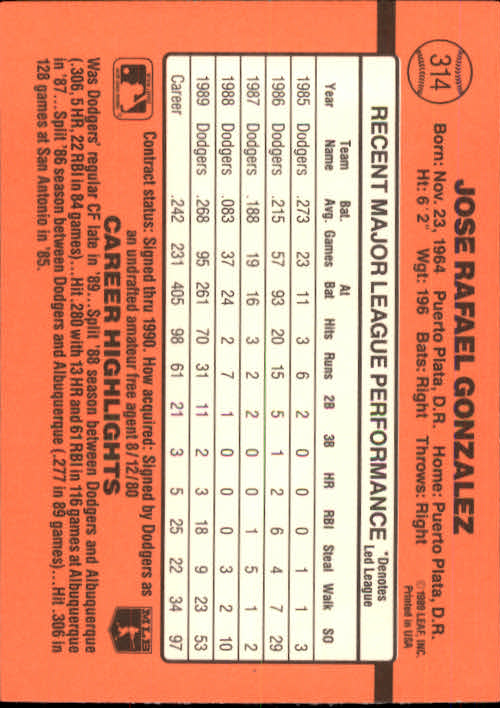 314
JOSE RAFAEL GONZALEZ
Born: Nov. 23, 1964 Puerto Plata, D.R. Home: Puerto Plata, D.R.
Ht: 6' 2" Wgt: 196 Bats: Right Throws: Right
©1989 LEAF, INC.
Printed in USA
RECENT MAJOR LEAGUE PERFORMANCE
*Denotes
Led League
Year Team Name Bat. Avg. Games At Bat Hits Runs 2B 3B HR RBI Steal Walk SO
1985 Dodgers .273 23 11 3 6 2 0 0 0 1 1 3
1986 Dodgers .215 57 93 20 15 5 1 2 6 4 7 29
1987 Dodgers .188 19 16 3 2 2 0 0 1 5 1 2
1988 Dodgers .083 37 24 2 7 1 0 0 0 3 2 10
1989 Dodgers .268 95 261 70 31 11 2 3 18 9 23 53
Career .242 231 405 98 61 21 3 5 25 22 34 97
Contract status: Signed thru 1990. How acquired: Signed by Dodgers as
an undrafted amateur free agent 8/12/80
CAREER HIGHLIGHTS
MLB
Was Dodgers' regular CF late in '89...Split '88 season between Dodgers and Albuquerque
(.306, 5 HR, 22 RBI in 84 games)...Hit .280 with 13 HR and 61 RBI in 116 games at Albuquerque
in '87...Split '86 season between Dodgers and Albuquerque (.277 in 89 games)...Hit .306 in
128 games at San Antonio in '85.